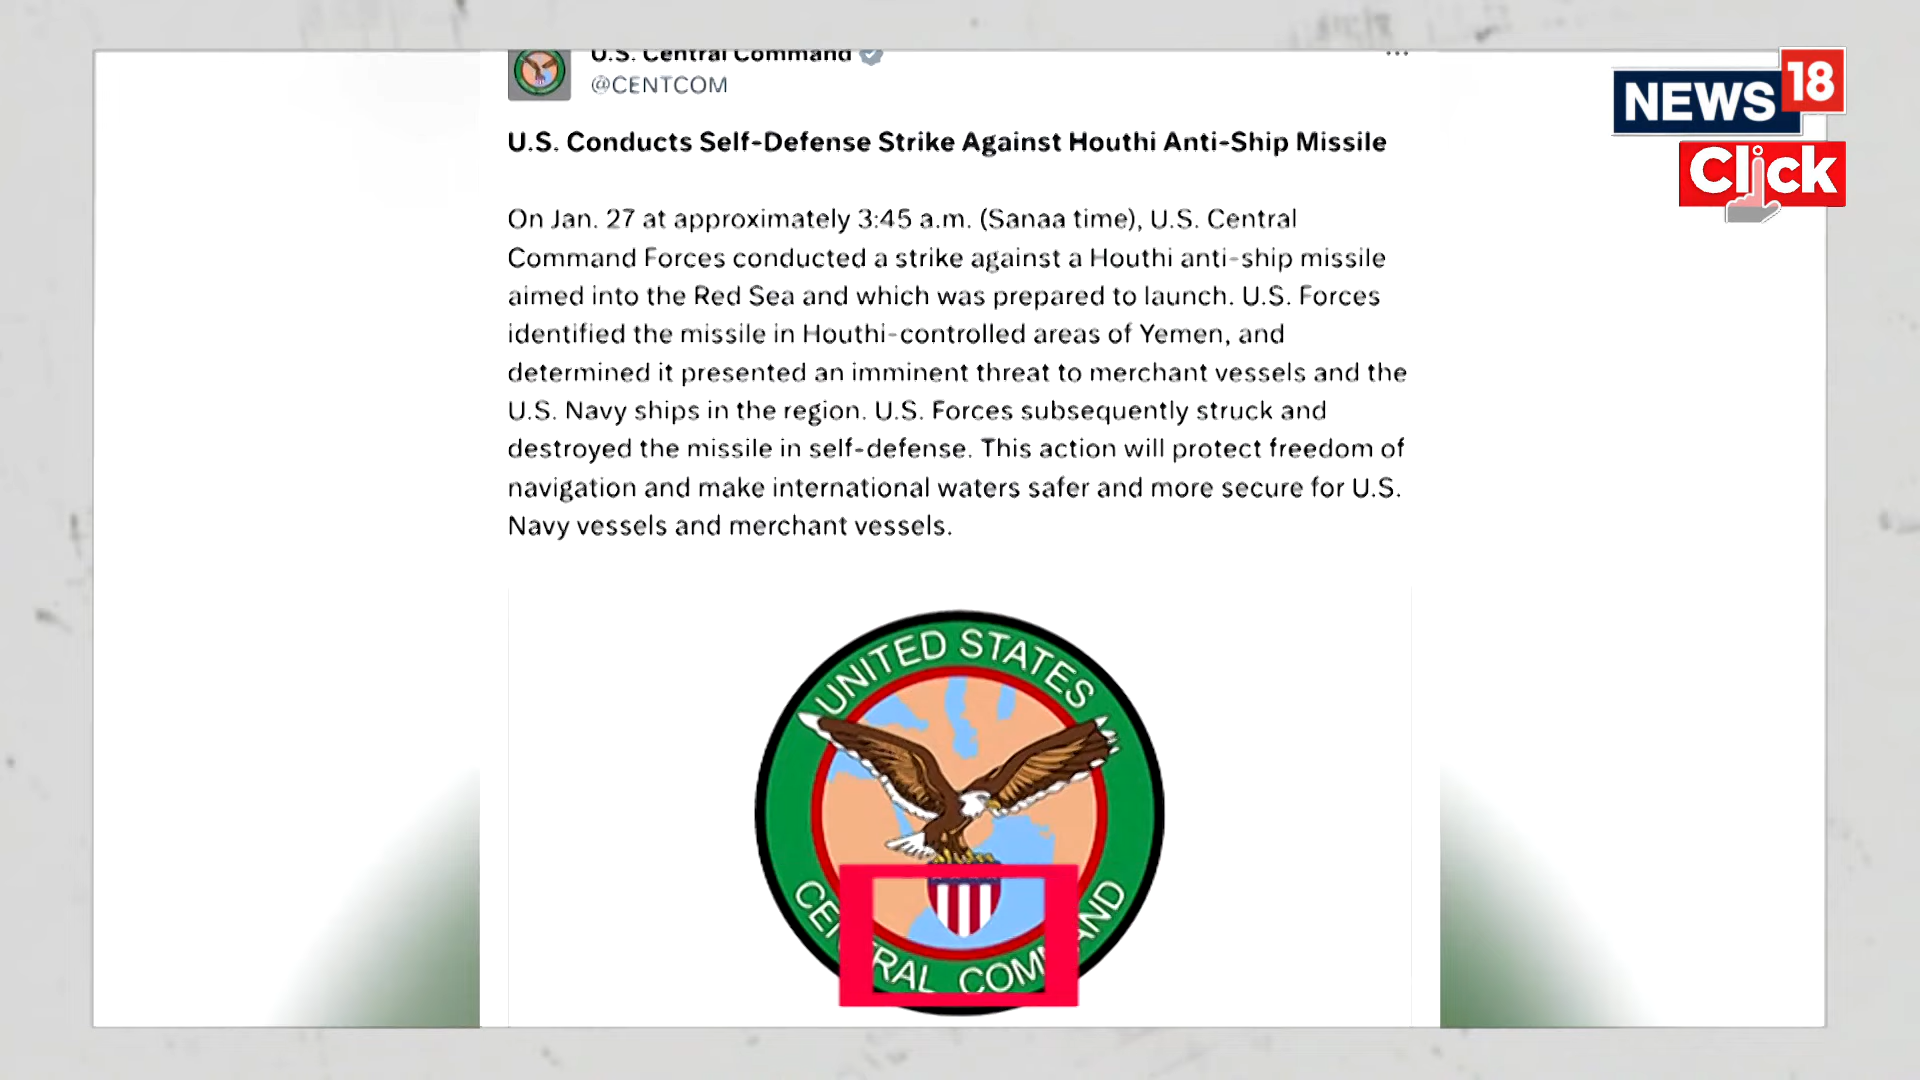 U.S. Central Command
@CENTCOM
NEWS18
Click
U.S. Conducts Self-Defense Strike Against Houthi Anti-Ship Missile
On Jan. 27 at approximately 3:45 a.m. (Sanaa time), U.S. Central
Command Forces conducted a strike against a Houthi anti-ship missile
aimed into the Red Sea and which was prepared to launch. U.S. Forces
identified the missile in Houthi-controlled areas of Yemen, and
determined it presented an imminent threat to merchant vessels and the
U.S. Navy ships in the region. U.S. Forces subsequently struck and
destroyed the missile in self-defense. This action will protect freedom of
navigation and make international waters safer and more secure for U.S.
Navy vessels and merchant vessels.
UNITED STATES
CENTRAL COMMAND